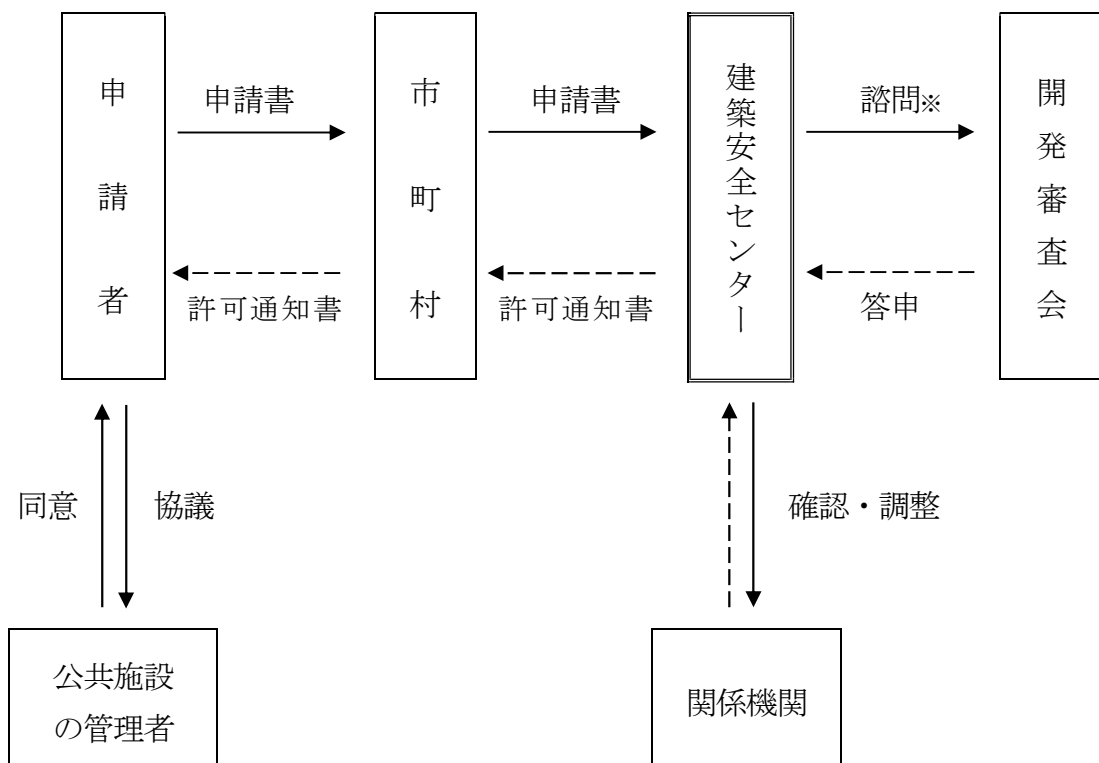 申請者
申請書
市町村
申請書
建築安全センター
諮問※
開発審査会
許可通知書
許可通知書
答申
同意
協議
確認・調整
公共施設
の管理者
関係機関